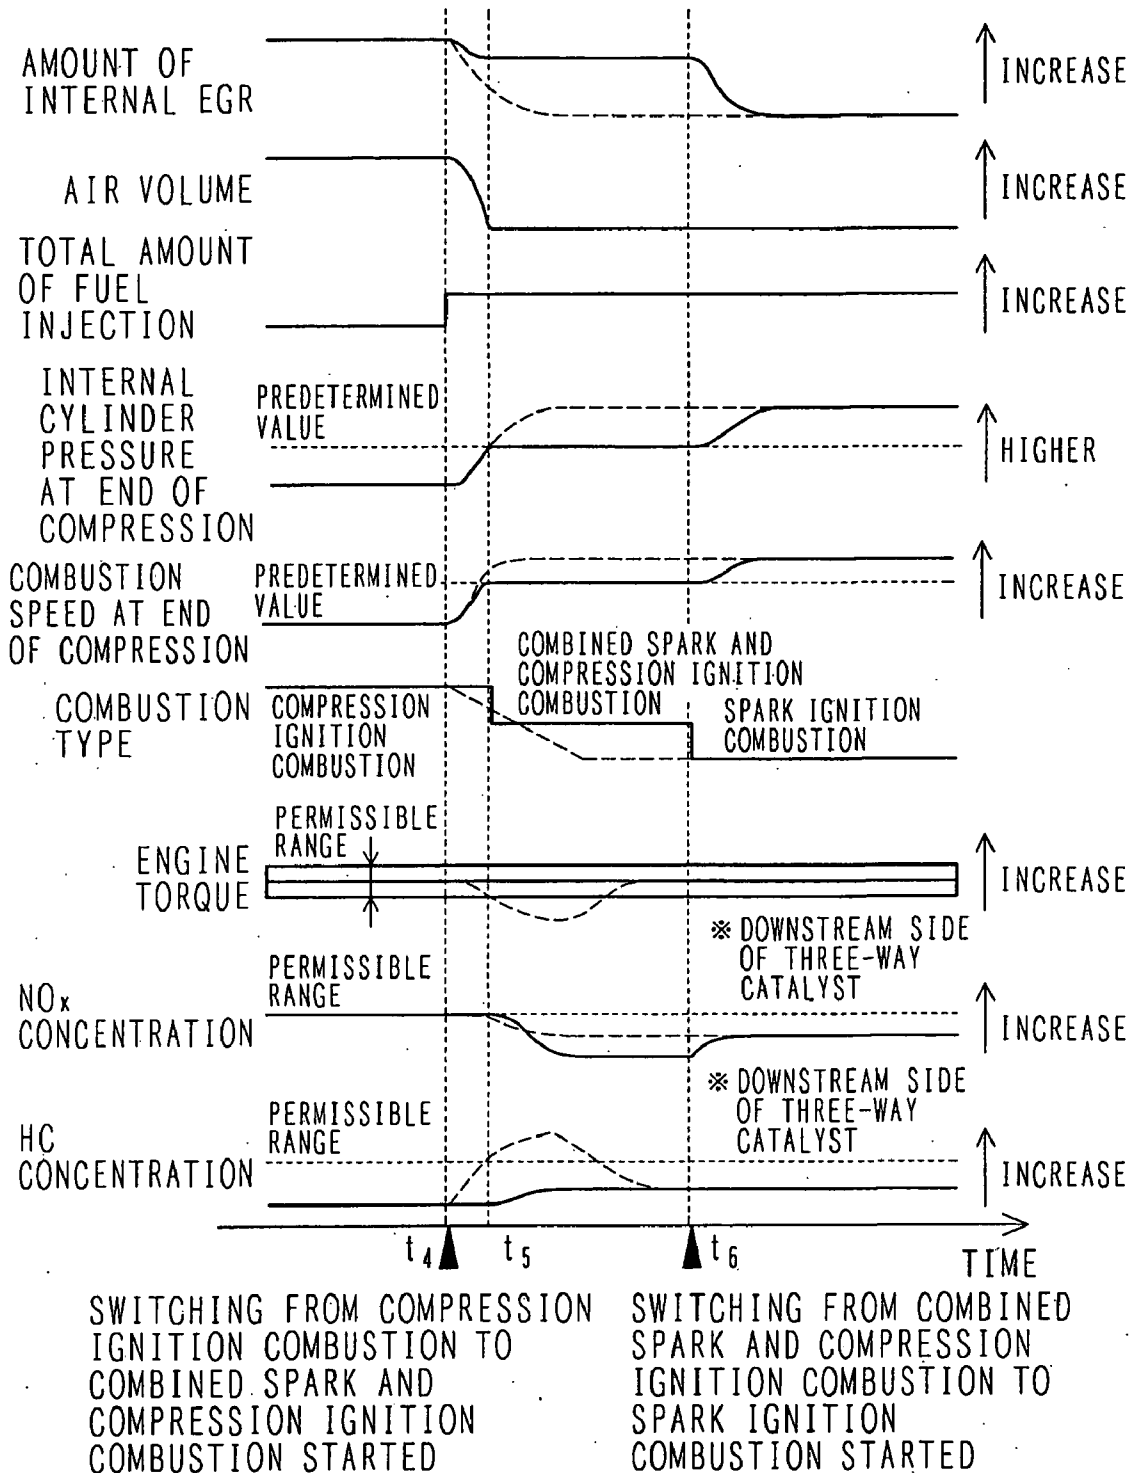 AMOUNT OF
INTERNAL EGR
INCREASE
AIR VOLUME
INCREASE
TOTAL AMOUNT
OF FUEL
INJECTION
INCREASE
INTERNAL
CYLINDER
PRESSURE
AT END OF
COMPRESSION
PREDETERMINED
VALUE
HIGHER
COMBUSTION
SPEED AT END
OF COMPRESSION
PREDETERMINED
VALUE
INCREASE
COMBUSTION
TYPE
COMPRESSION
IGNITION
COMBUSTION
COMBINED SPARK AND
COMPRESSION IGNITION
COMBUSTION
SPARK IGNITION
COMBUSTION
PERMISSIBLE
RANGE
ENGINE
TORQUE
INCREASE
※ DOWNSTREAM SIDE
OF THREE-WAY
CATALYST
PERMISSIBLE
RANGE
NOx
CONCENTRATION
INCREASE
※ DOWNSTREAM SIDE
OF THREE-WAY
CATALYST
PERMISSIBLE
RANGE
HC
CONCENTRATION
INCREASE
t4 t5 t6
TIME
SWITCHING FROM COMPRESSION
IGNITION COMBUSTION TO
COMBINED SPARK AND
COMPRESSION IGNITION
COMBUSTION STARTED
SWITCHING FROM COMBINED
SPARK AND COMPRESSION
IGNITION COMBUSTION TO
SPARK IGNITION
COMBUSTION STARTED